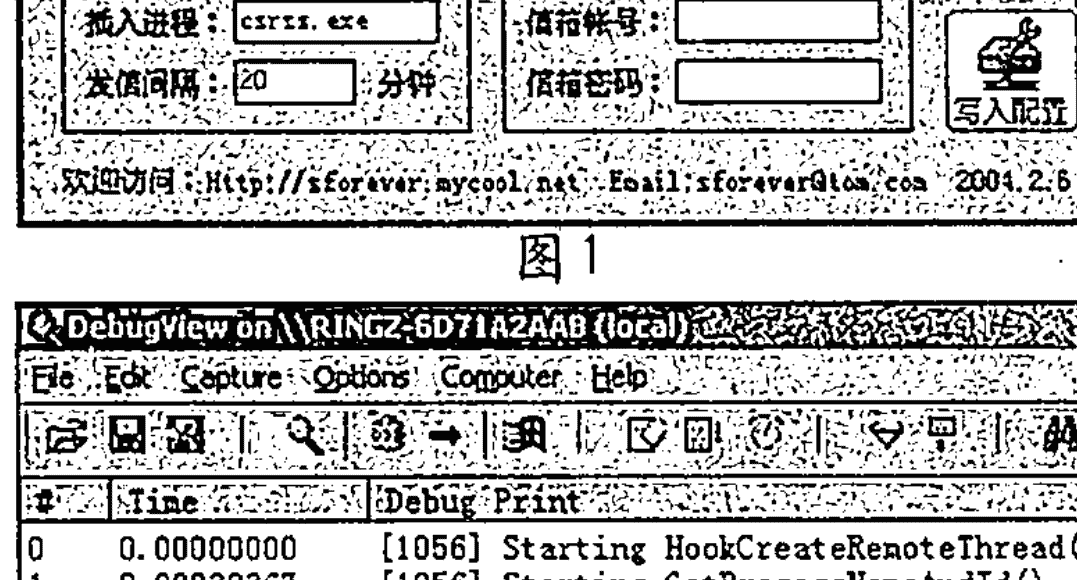 插入进程： csrss.exe 信箱帐号：
发信间隔： 20 分钟 信箱密码：
写入配置
欢迎访问：Http://sforever.mycool.net Email:sforever@tom.com 2004.2.6
图 1
DebugView on \\RINGZ-6D71A2AAB (local)
File Edit Capture Options Computer Help
# Time Debug Print
0 0.00000000 [1056] Starting HookCreateRemoteThread(
1 [1056] Starting